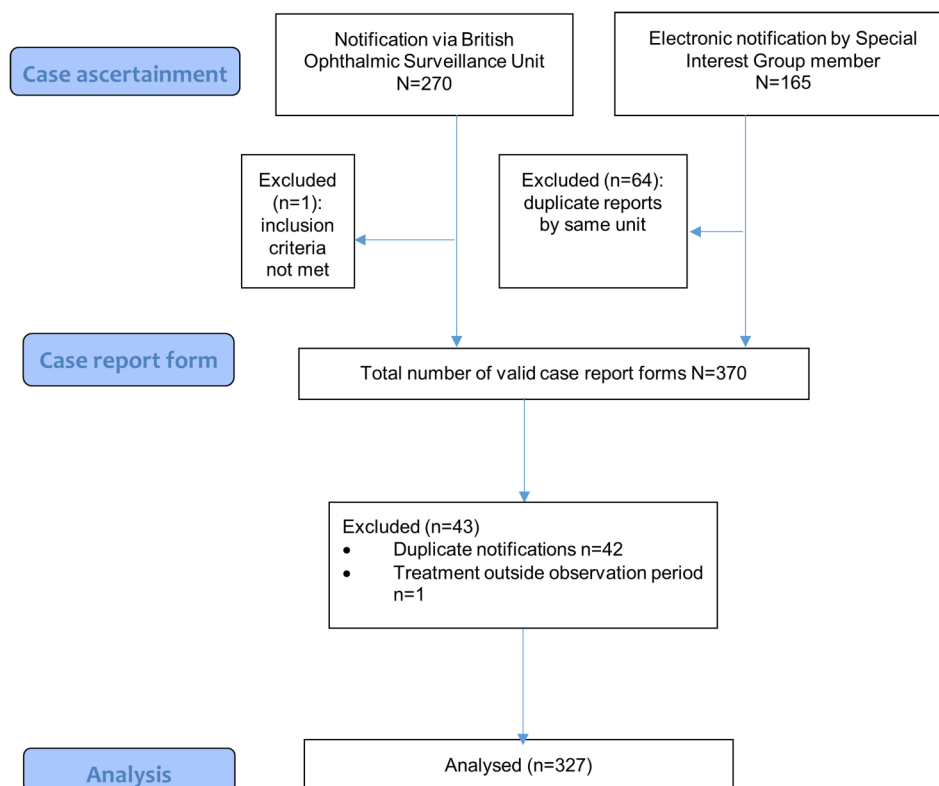 Case ascertainment
Notification via British
Ophthalmic Surveillance Unit
N=270
Electronic notification by Special
Interest Group member
N=165
Excluded
(n=1):
inclusion
criteria
not met
Excluded (n=64):
duplicate reports
by same unit
Case report form
Total number of valid case report forms N=370
Excluded (n=43)
• Duplicate notifications n=42
• Treatment outside observation period
n=1
Analysis
Analysed (n=327)